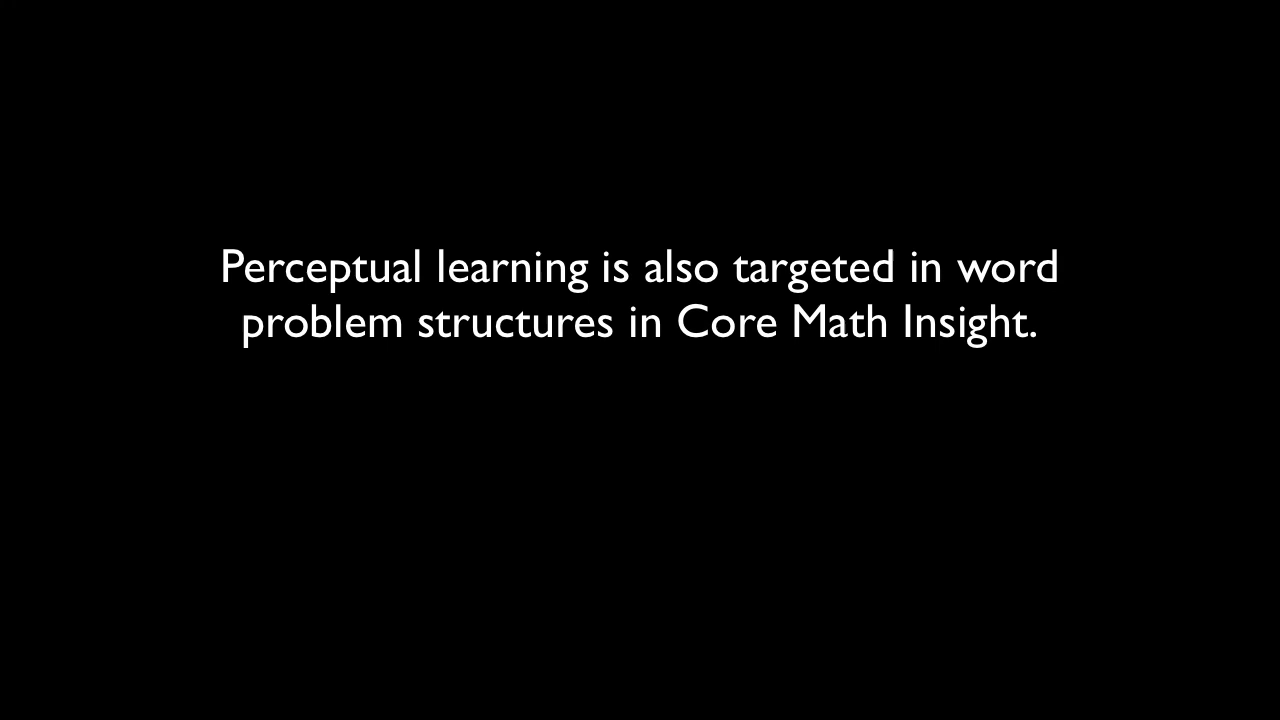 Perceptual learning is also targeted in word
problem structures in Core Math Insight.